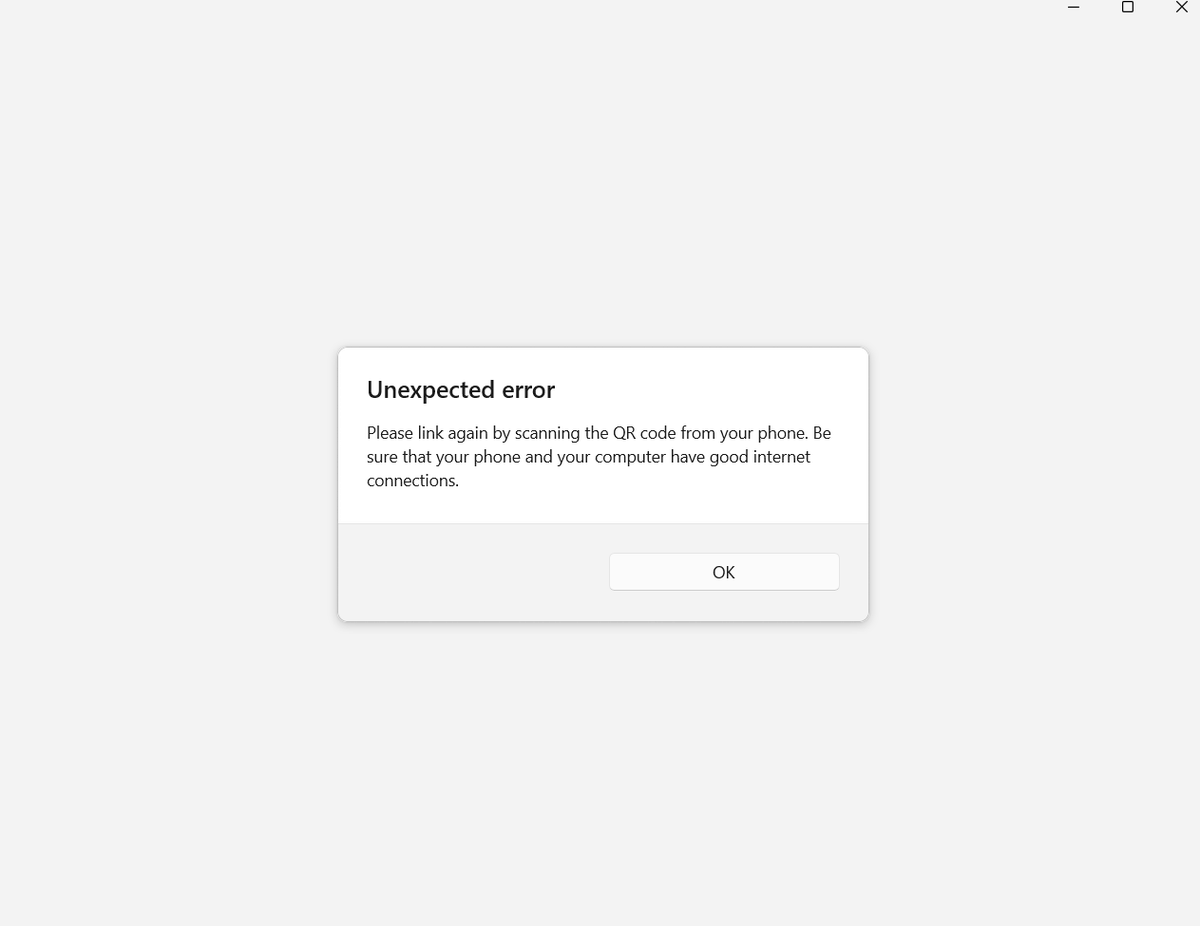 Unexpected error
Please link again by scanning the QR code from your phone. Be
sure that your phone and your computer have good internet
connections.
OK